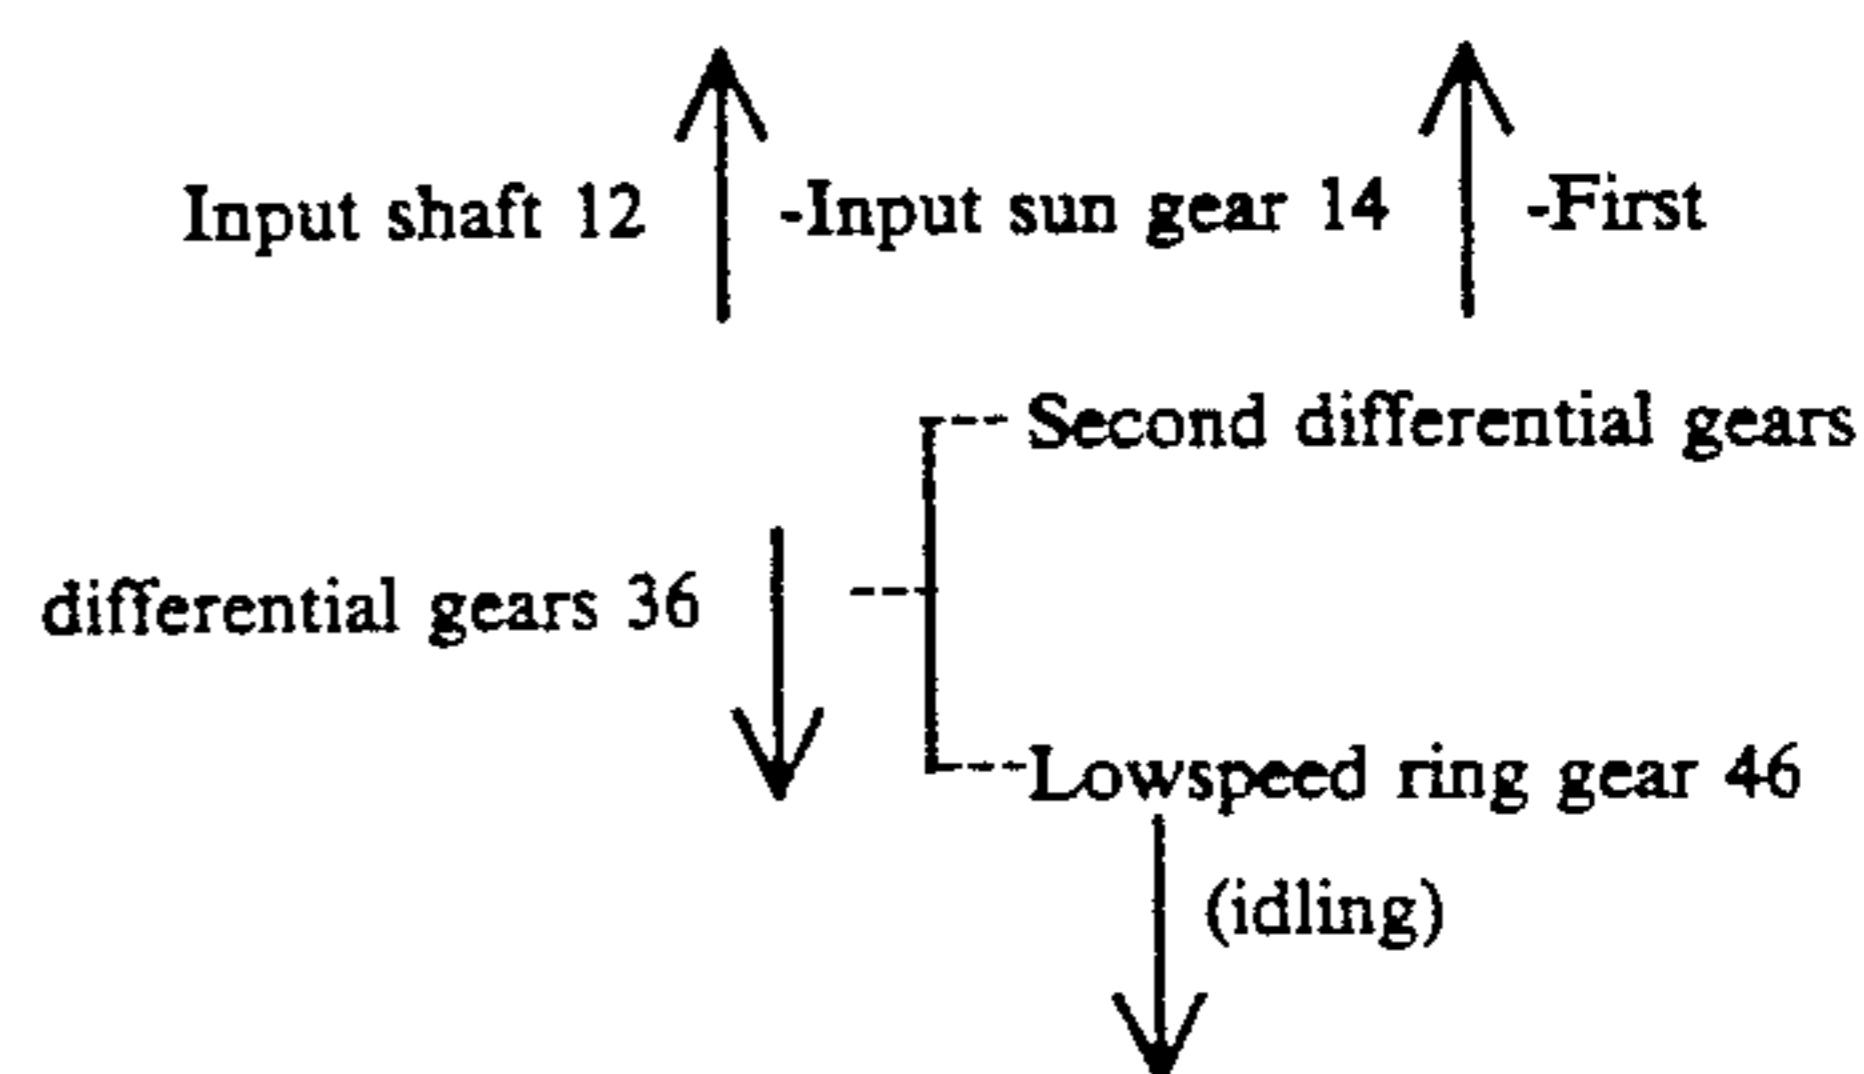 Input shaft 12 -Input sun gear 14 -First
Second differential gears
differential gears 36
Lowspeed ring gear 46
(idling)